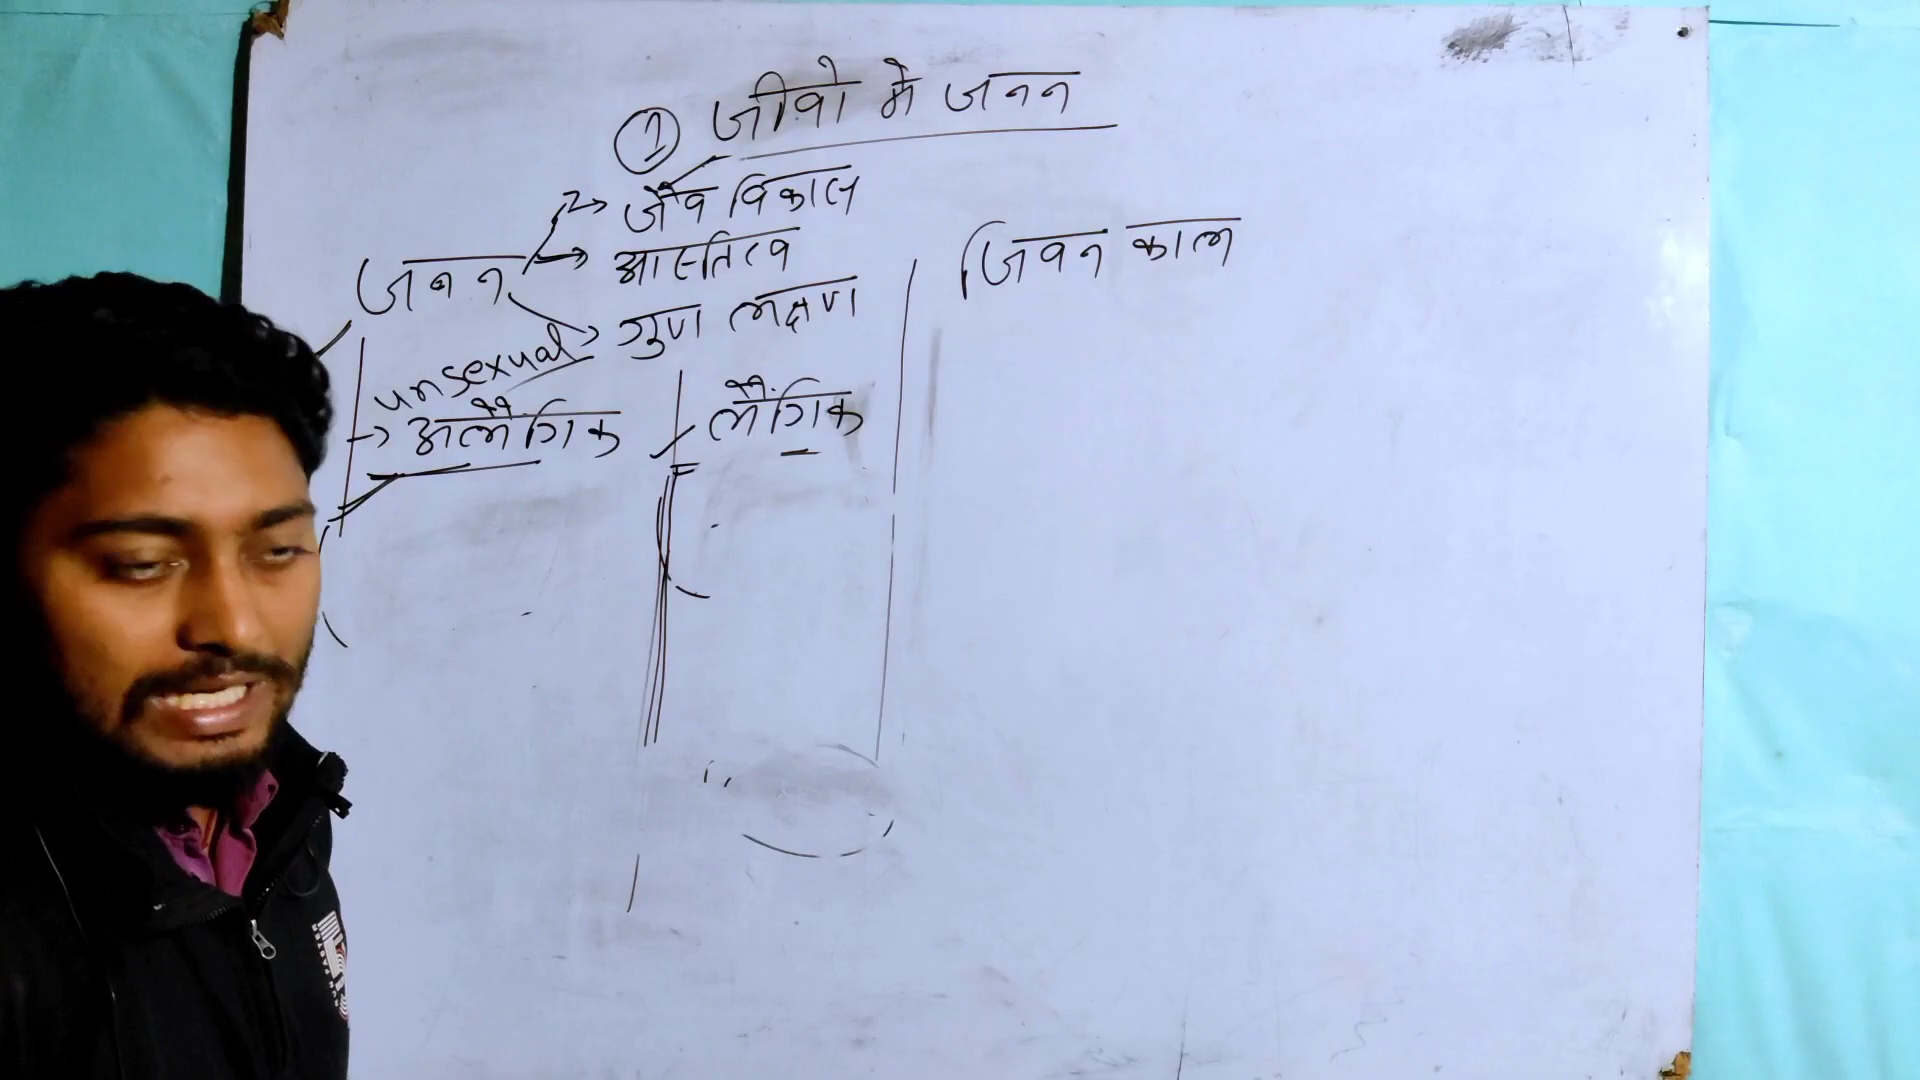 ① जीवो मे जनन
जैव विकास
जनन → आस्तित्व
गुण लक्षण
unsexual
→ अलैंगिक
लैंगिक
जिवन काल